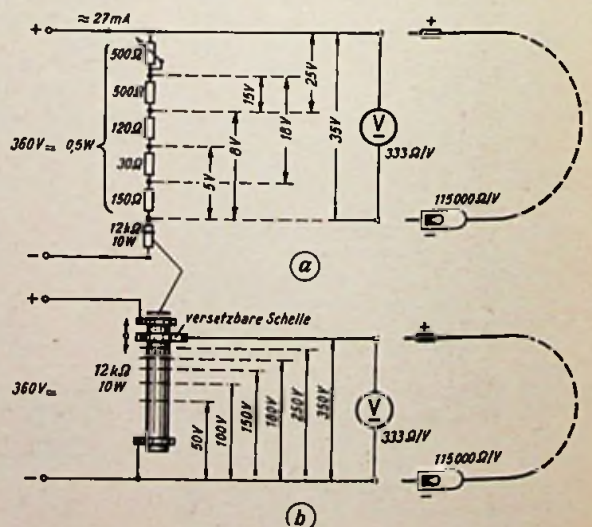 ≈ 27mA
+
+
500Ω
500Ω
120Ω
30Ω
150Ω
360V= 0,5W
12kΩ
10W
15V
25V
18V
8V
5V
35V
V
333Ω/V
115000Ω/V
−
−
a
+
+
versetzbare Schelle
12kΩ
10W
360V=
50V
100V
150V
180V
250V
350V
V
333Ω/V
115000Ω/V
−
−
b